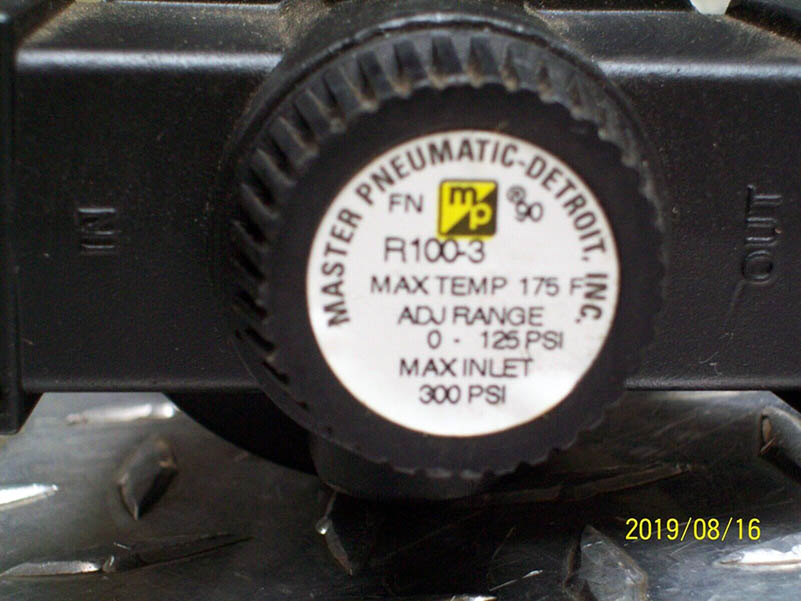 MASTER PNEUMATIC-DETROIT, INC.
FN mp ® 90
R100-3
MAX TEMP 175 F
ADJ RANGE
0 - 125 PSI
MAX INLET
300 PSI
IN
OUT
2019/08/16